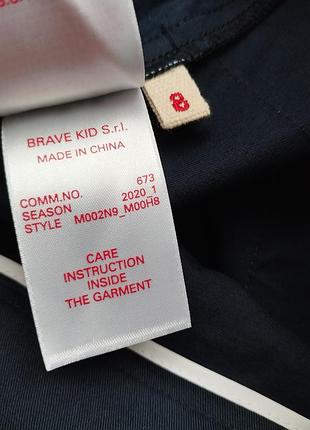 8
BRAVE KID S.r.l.
MADE IN CHINA
COMM.NO. 673
SEASON 2020_1
STYLE M002N9_M00H8
CARE
INSTRUCTION
INSIDE
THE GARMENT